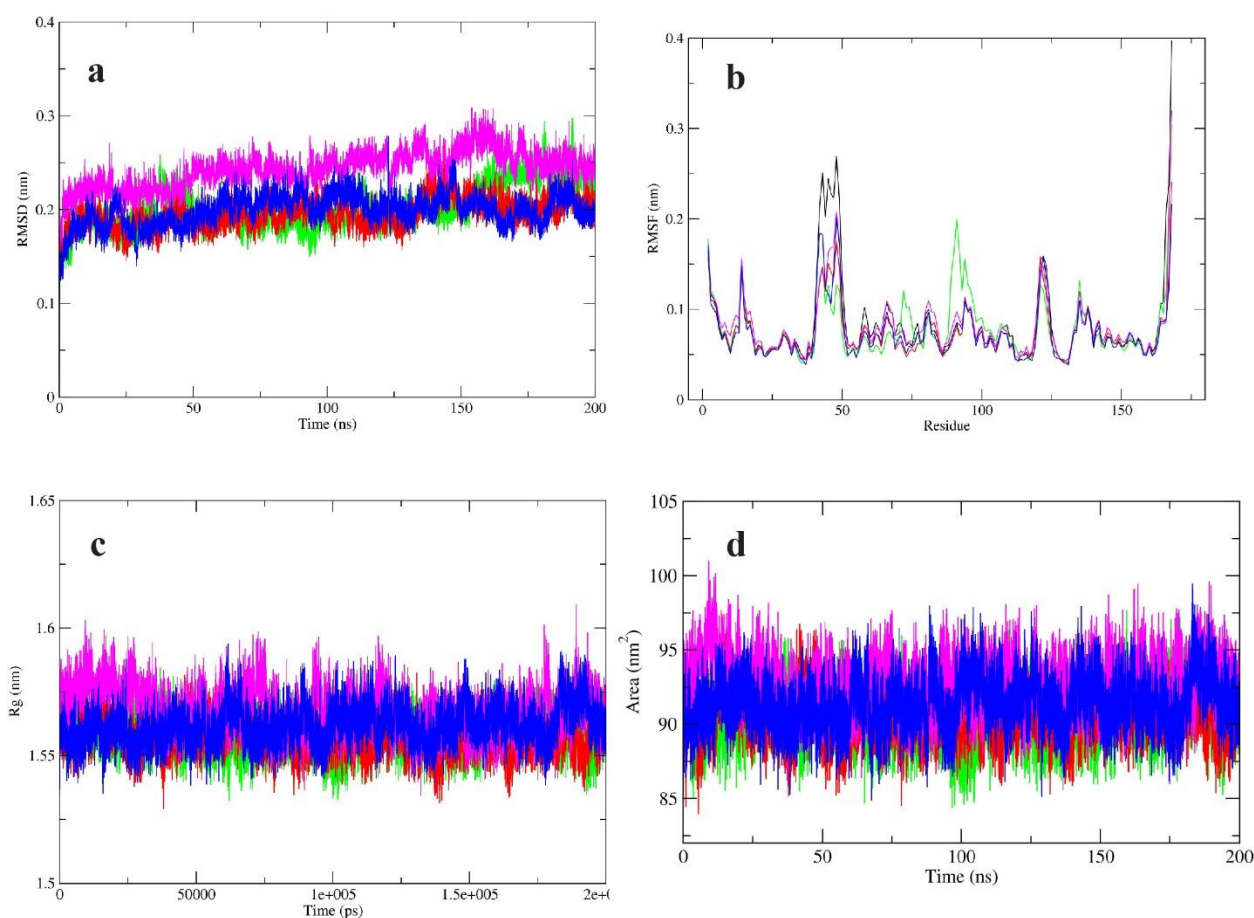 a
0.4
0.3
0.2
0.1
0
RMSD (nm)
0 50 100 150 200
Time (ns)
b
0.4
0.3
0.2
0.1
0
RMSF (nm)
0 50 100 150
Residue
c
1.65
1.6
1.55
1.5
Rg (nm)
0 50000 1e+005 1.5e+005 2e+0
Time (ps)
d
105
100
95
90
85
Area (nm²)
0 50 100 150 200
Time (ns)